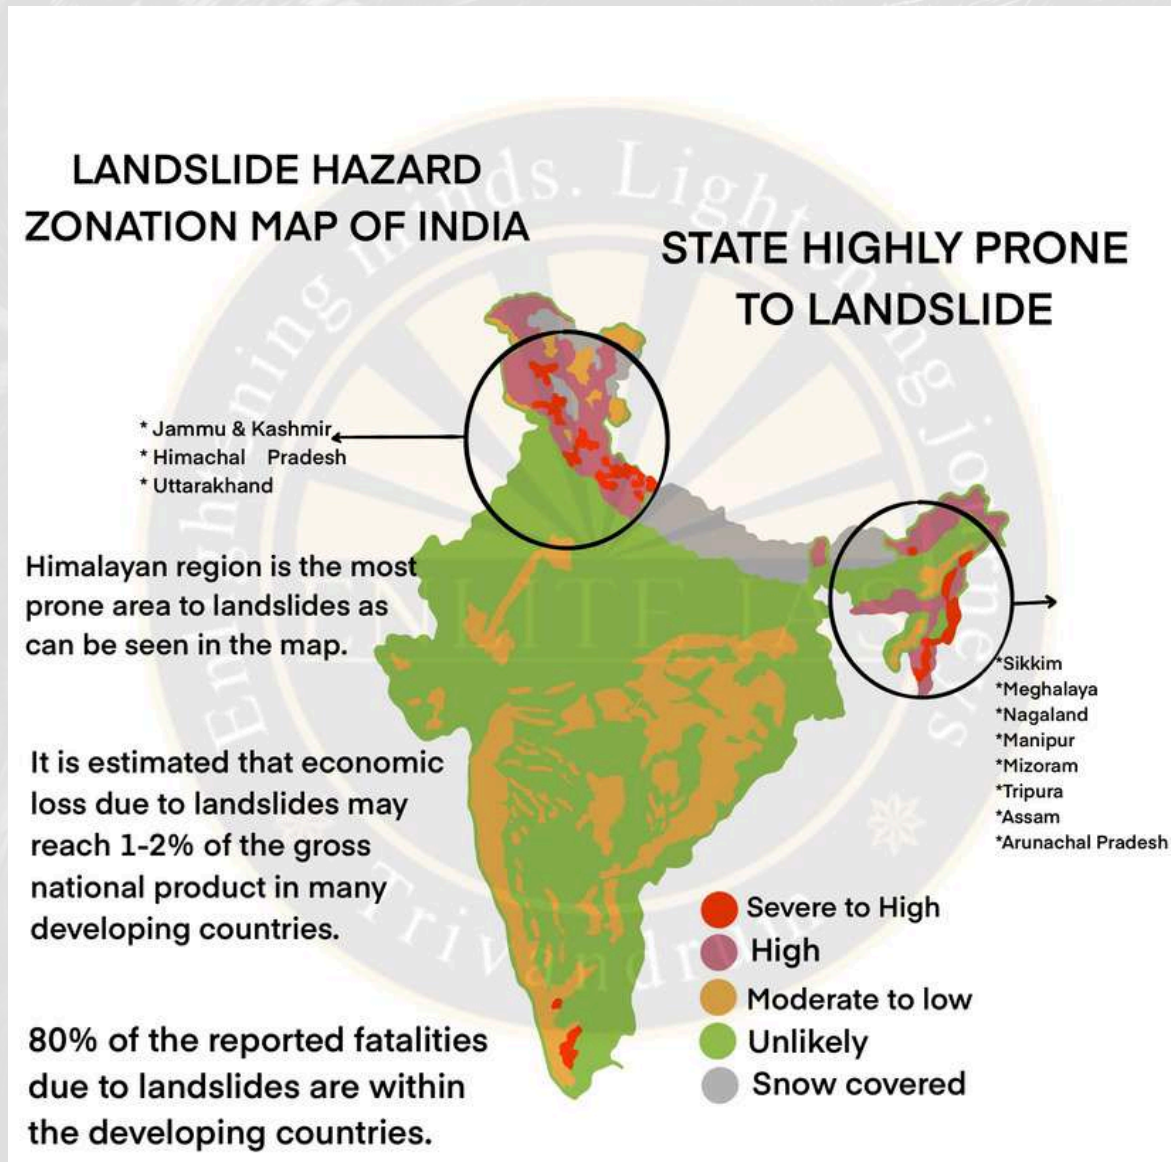 LANDSLIDE HAZARD
ZONATION MAP OF INDIA
STATE HIGHLY PRONE
TO LANDSLIDE
* Jammu & Kashmir
* Himachal Pradesh
* Uttarakhand
Himalayan region is the most
prone area to landslides as
can be seen in the map.
*Sikkim
*Meghalaya
*Nagaland
*Manipur
*Mizoram
*Tripura
*Assam
*Arunachal Pradesh
It is estimated that economic
loss due to landslides may
reach 1-2% of the gross
national product in many
developing countries.
Severe to High
High
Moderate to low
Unlikely
Snow covered
80% of the reported fatalities
due to landslides are within
the developing countries.
ENLITE IAS
Trivandrum